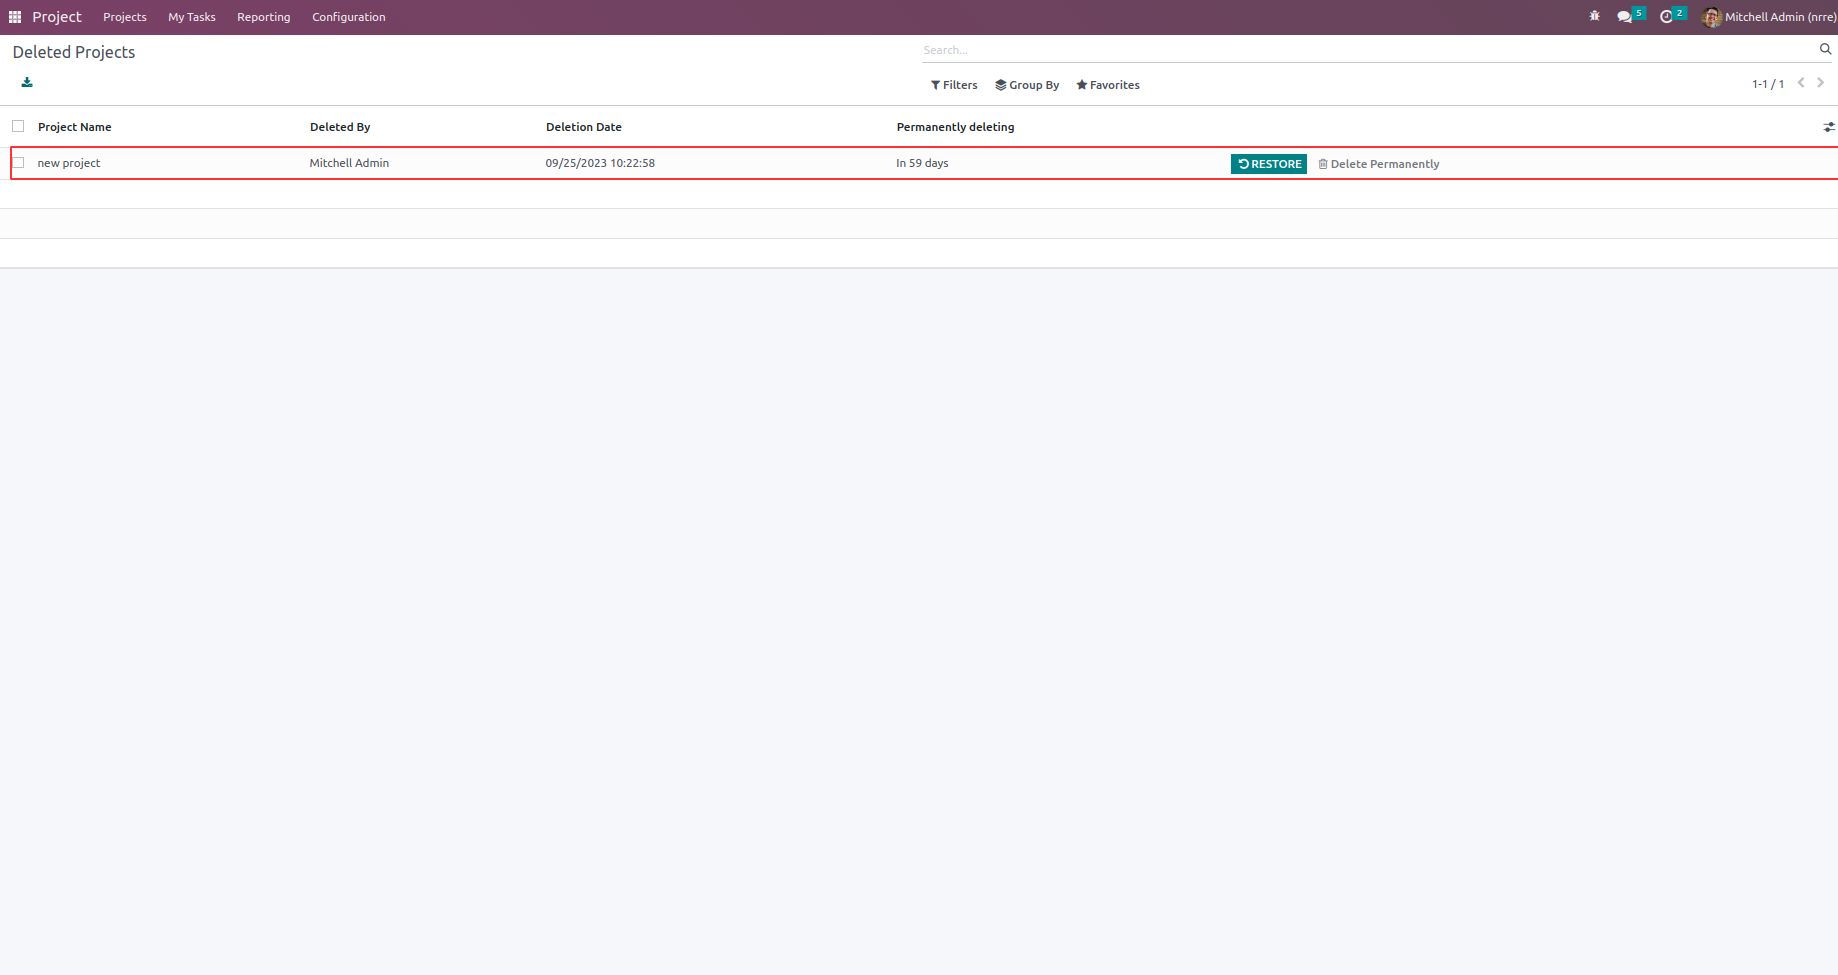 Project Projects My Tasks Reporting Configuration 5 2 Mitchell Admin (nrre)
Deleted Projects Search...
Filters Group By Favorites 1-1 / 1
Project Name Deleted By Deletion Date Permanently deleting
new project Mitchell Admin 09/25/2023 10:22:58 In 59 days RESTORE Delete Permanently